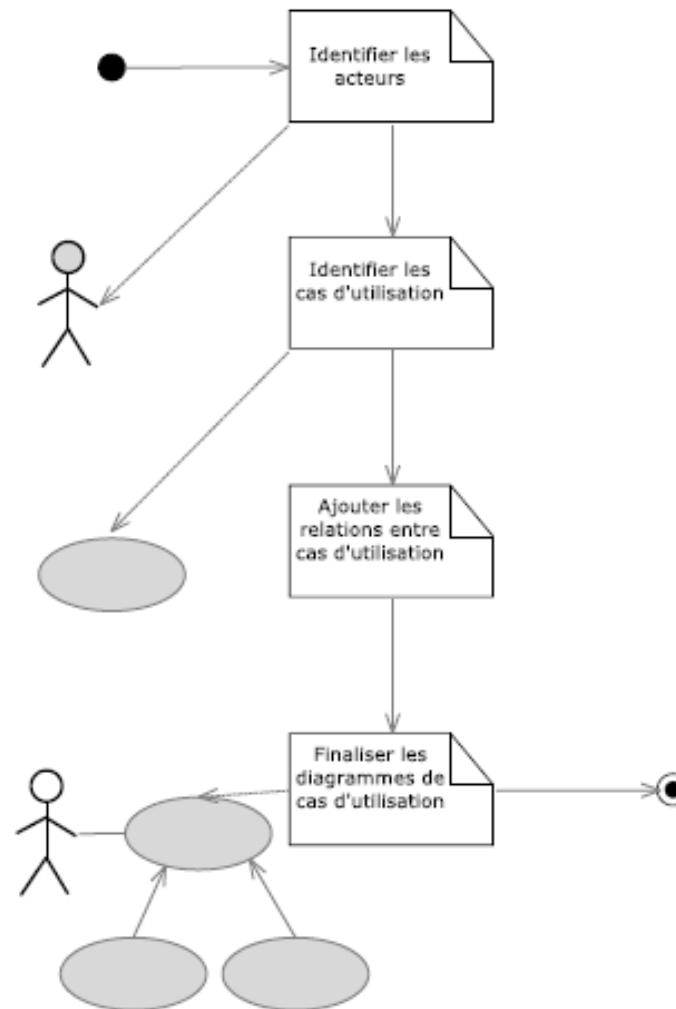 Identifier les
acteurs
Identifier les
cas d'utilisation
Ajouter les
relations entre
cas d'utilisation
Finaliser les
diagrammes de
cas d'utilisation